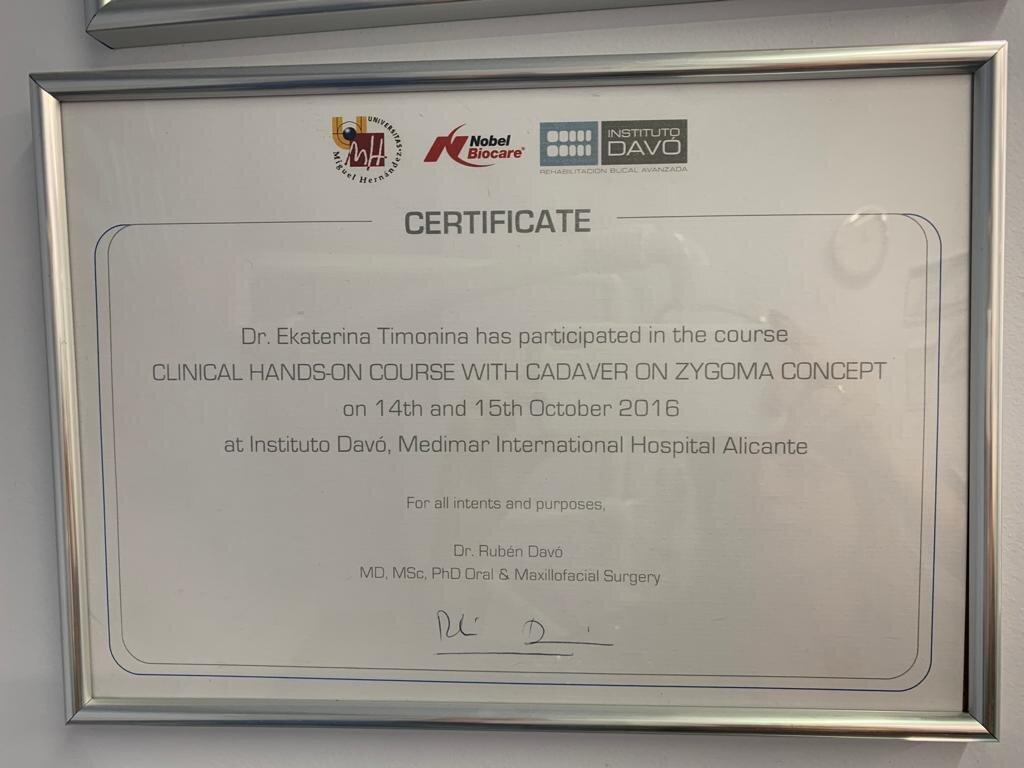 UNIVERSITAS
Miguel Hernández
MH
Nobel
Biocare®
INSTITUTO
DAVÓ
REHABILITACIÓN BUCAL AVANZADA
CERTIFICATE
Dr. Ekaterina Timonina has participated in the course
CLINICAL HANDS-ON COURSE WITH CADAVER ON ZYGOMA CONCEPT
on 14th and 15th October 2016
at Instituto Davó, Medimar International Hospital Alicante
For all intents and purposes,
Dr. Rubén Davó
MD, MSc, PhD Oral & Maxillofacial Surgery